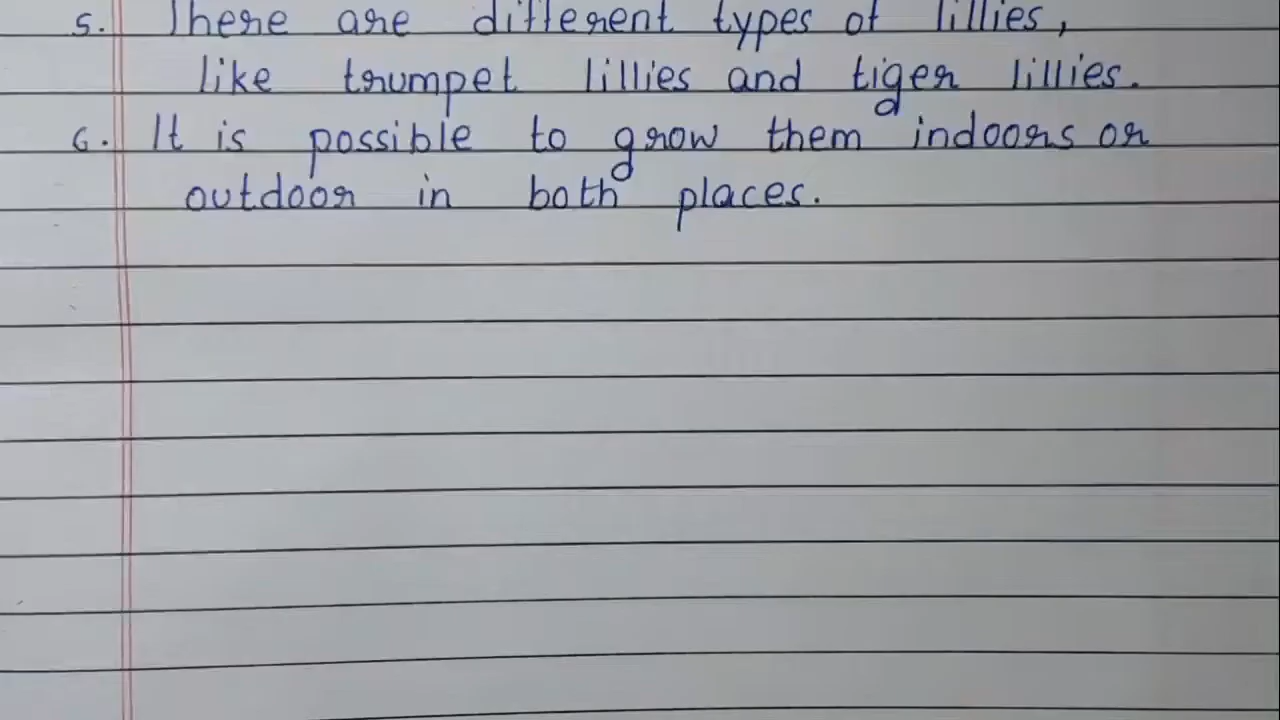 5. There are different types of lillies,
like trumpet lillies and tiger lillies.
6. It is possible to grow them indoors or
outdoor in both places.